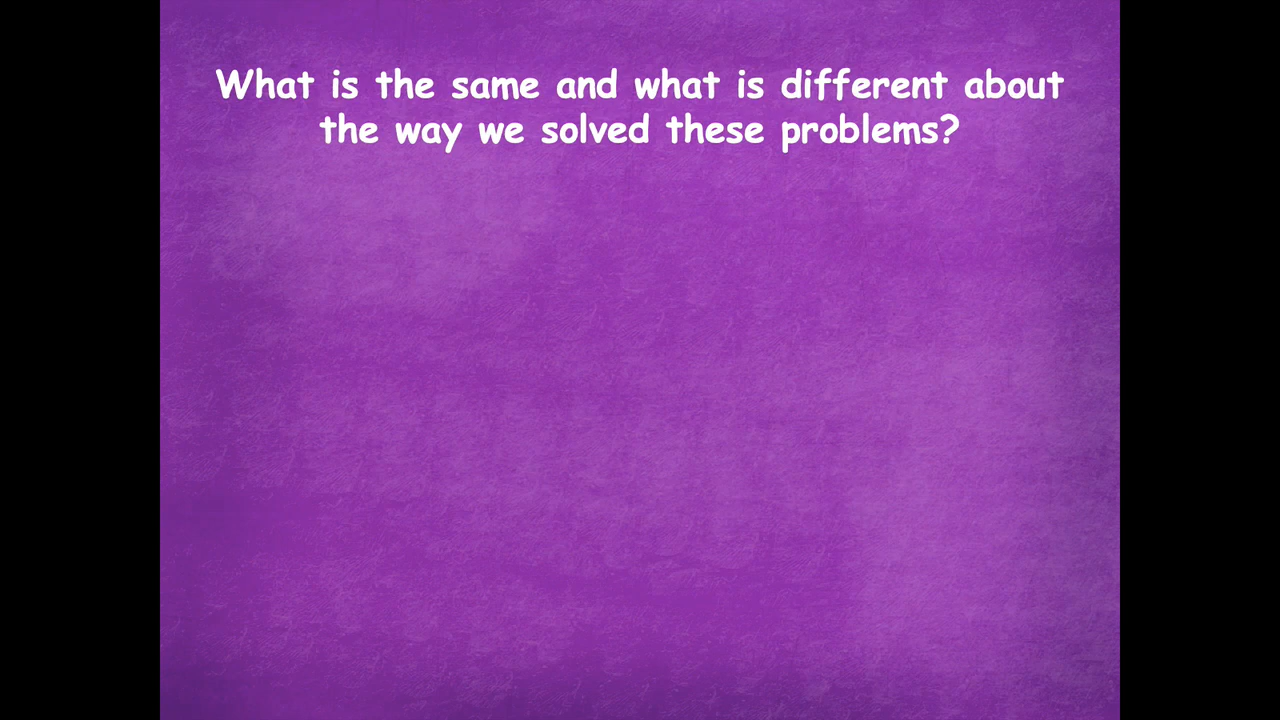 What is the same and what is different about
the way we solved these problems?